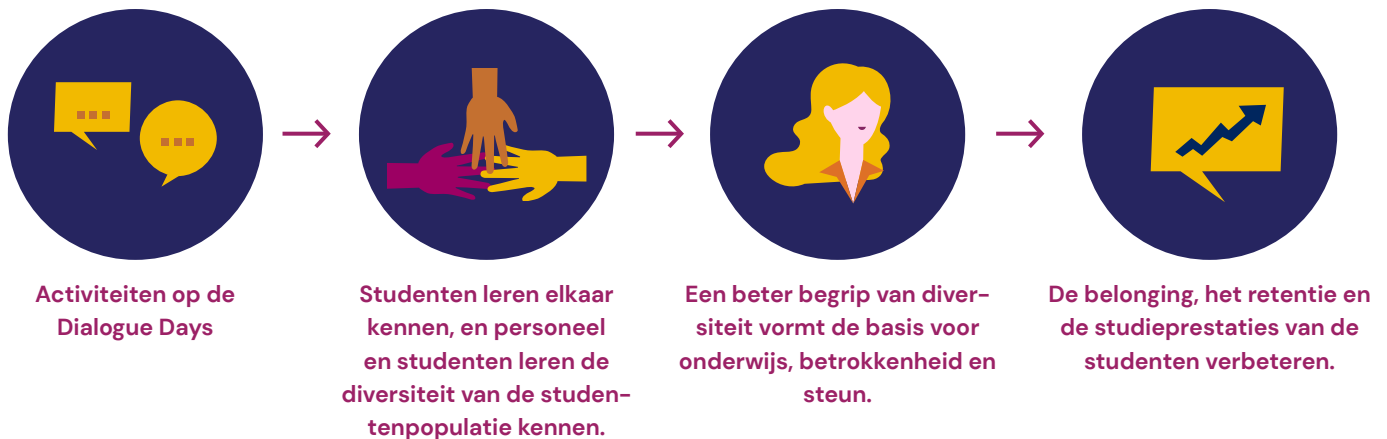 Activiteiten op de
Dialogue Days
Studenten leren elkaar
kennen, en personeel
en studenten leren de
diversiteit van de studen-
tenpopulatie kennen.
Een beter begrip van diver-
siteit vormt de basis voor
onderwijs, betrokkenheid en
steun.
De belonging, het retentie en
de studieprestaties van de
studenten verbeteren.